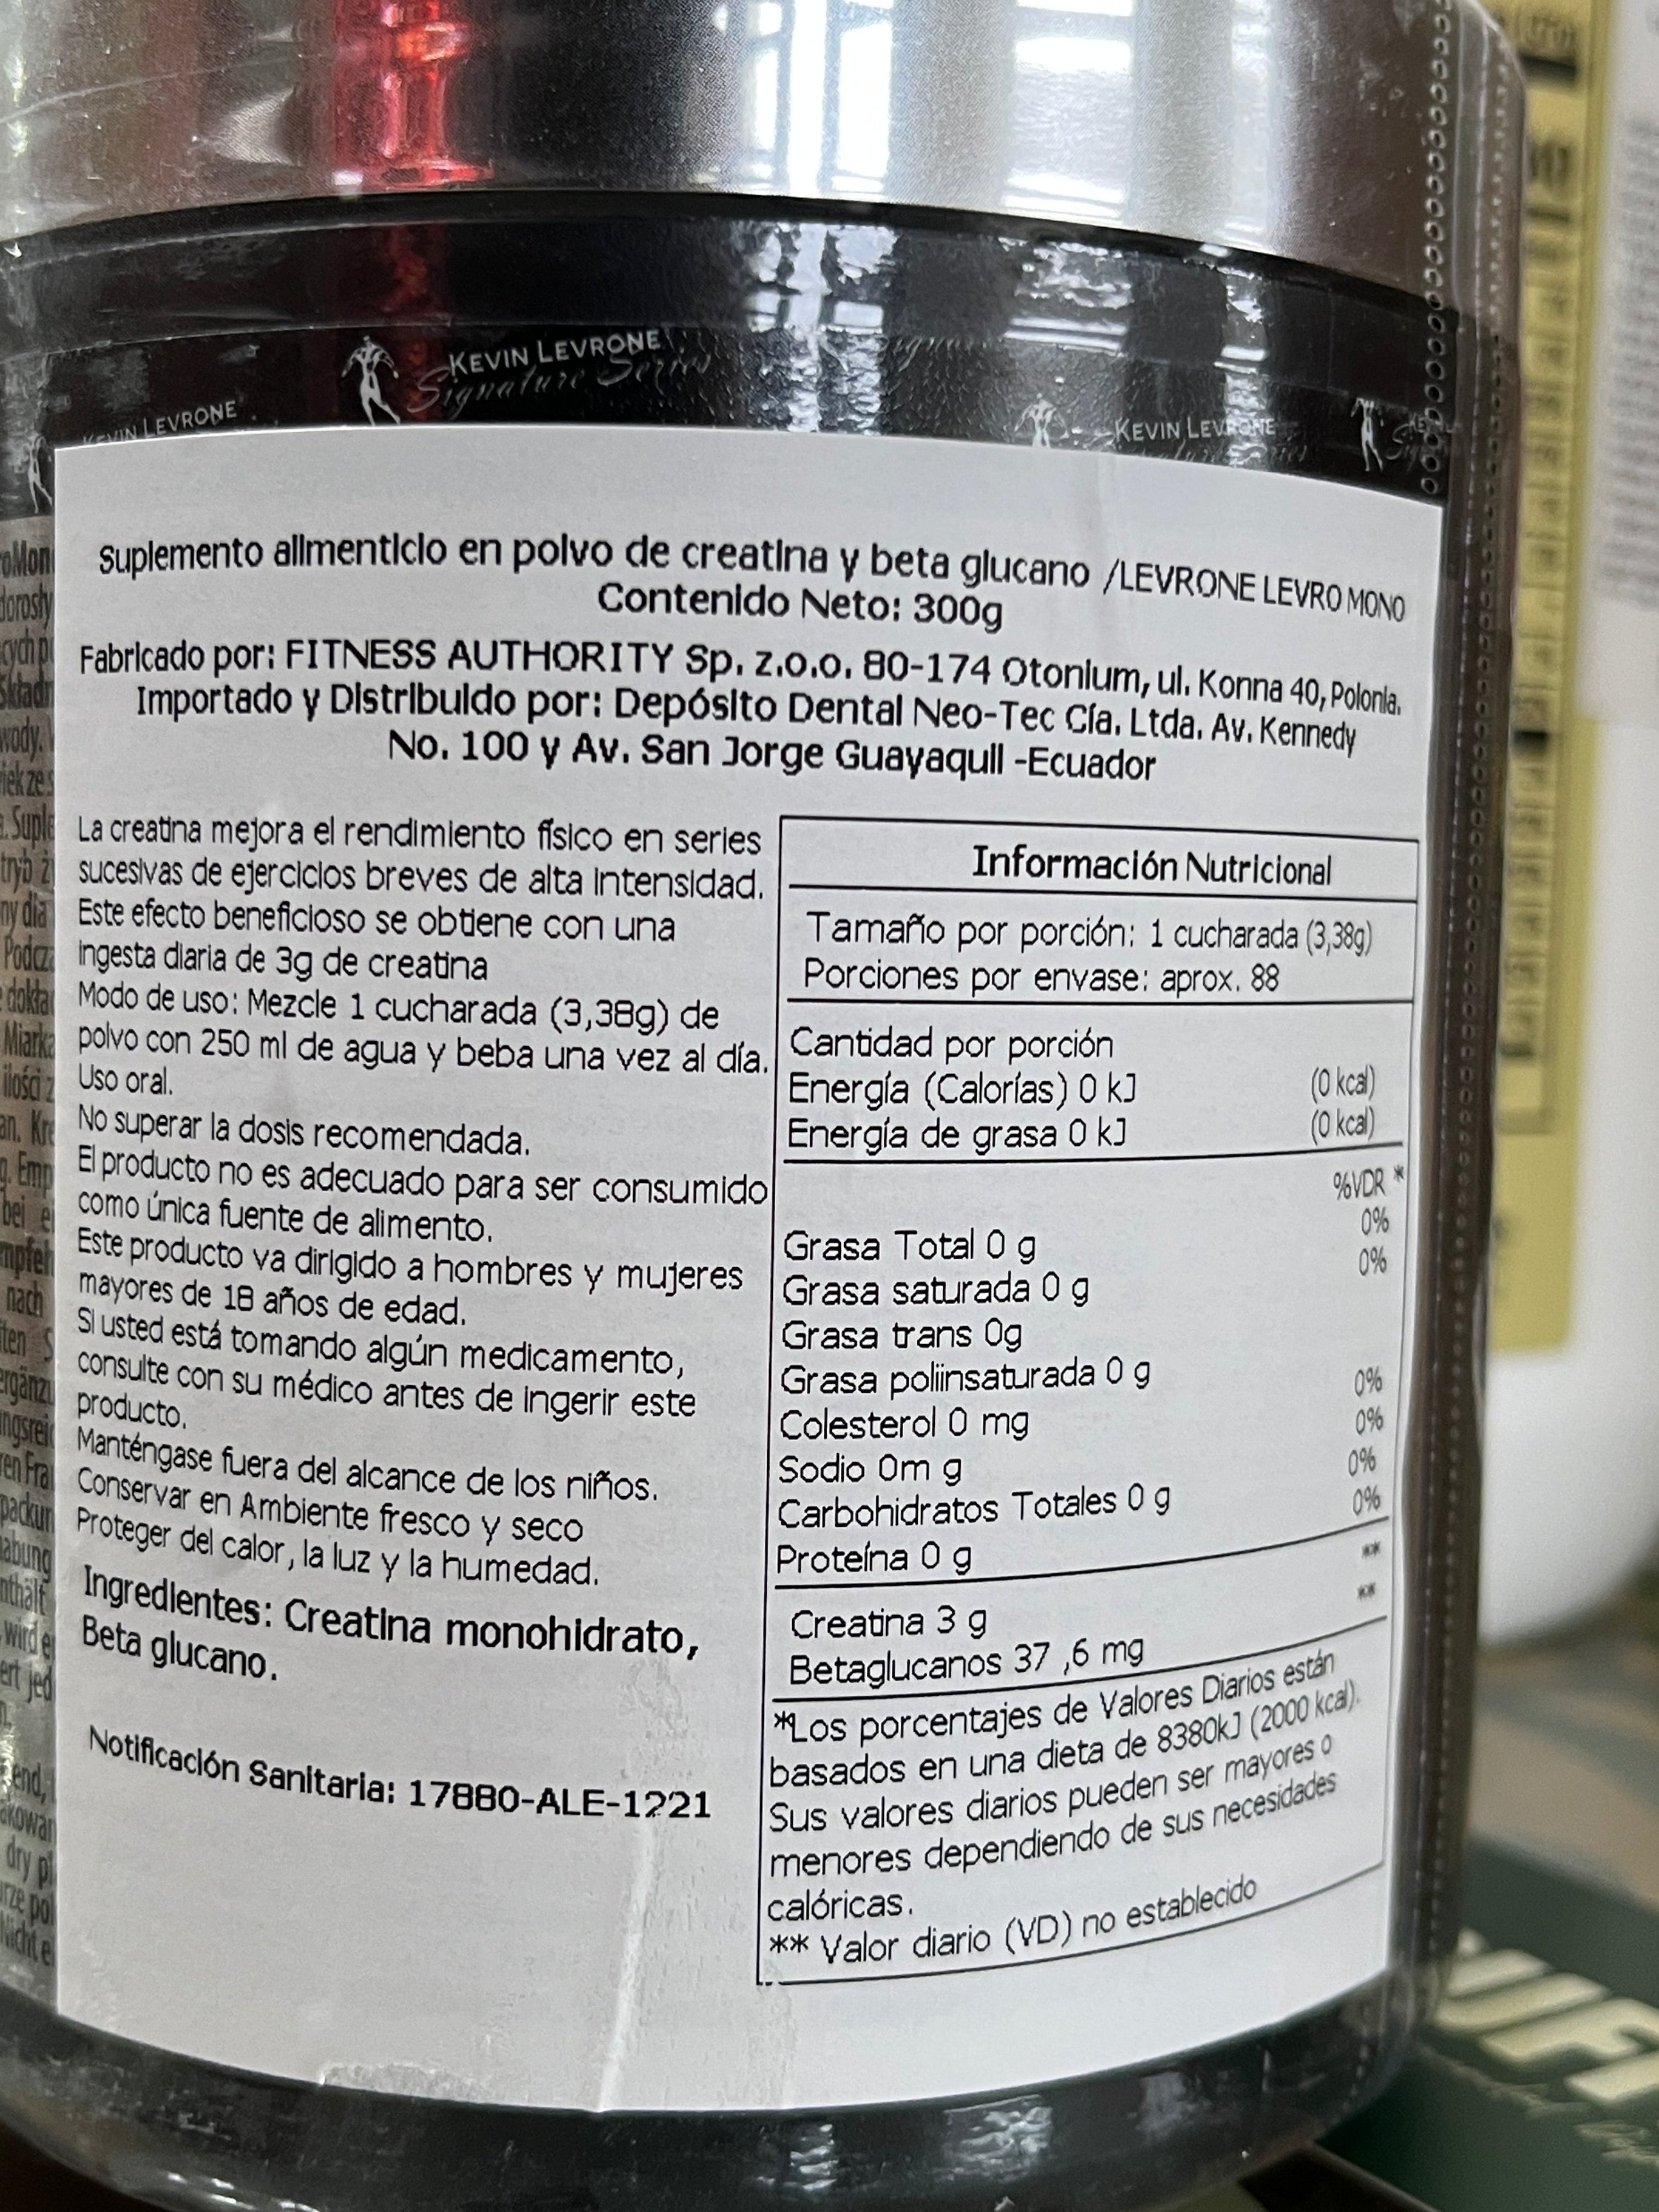 KEVIN LEVRONE
Signature Series
KEVIN LEVRONE
KEVIN LEVRONE
Suplemento alimenticio en polvo de creatina y beta glucano /LEVRONE LEVRO MONO
Contenido Neto: 300g
Fabricado por: FITNESS AUTHORITY Sp. z.o.o. 80-174 Otonium, ul. Konna 40, Polonia.
Importado y Distribuido por: Depósito Dental Neo-Tec Cía. Ltda. Av. Kennedy
No. 100 y Av. San Jorge Guayaquil -Ecuador
La creatina mejora el rendimiento físico en series
sucesivas de ejercicios breves de alta intensidad.
Este efecto beneficioso se obtiene con una
ingesta diaria de 3g de creatina
Modo de uso: Mezcle 1 cucharada (3,38g) de
polvo con 250 ml de agua y beba una vez al día.
Uso oral.
No superar la dosis recomendada.
El producto no es adecuado para ser consumido
como única fuente de alimento.
Este producto va dirigido a hombres y mujeres
mayores de 18 años de edad.
Si usted está tomando algún medicamento,
consulte con su médico antes de ingerir este
producto.
Manténgase fuera del alcance de los niños.
Conservar en Ambiente fresco y seco
Proteger del calor, la luz y la humedad.
Ingredientes: Creatina monohidrato,
Beta glucano.
Notificación Sanitaria: 17880-ALE-1221
Información Nutricional
Tamaño por porción: 1 cucharada (3,38g)
Porciones por envase: aprox. 88
Cantidad por porción
Energía (Calorías) 0 kJ (0 kcal)
Energía de grasa 0 kJ (0 kcal)
%VDR *
Grasa Total 0 g 0%
Grasa saturada 0 g 0%
Grasa trans 0g
Grasa poliinsaturada 0 g
Colesterol 0 mg 0%
Sodio 0m g 0%
Carbohidratos Totales 0 g 0%
Proteína 0 g 0%
Creatina 3 g **
Betaglucanos 37 ,6 mg **
*Los porcentajes de Valores Diarios están
basados en una dieta de 8380kJ (2000 kcal).
Sus valores diarios pueden ser mayores o
menores dependiendo de sus necesidades
calóricas.
** Valor diario (VD) no establecido